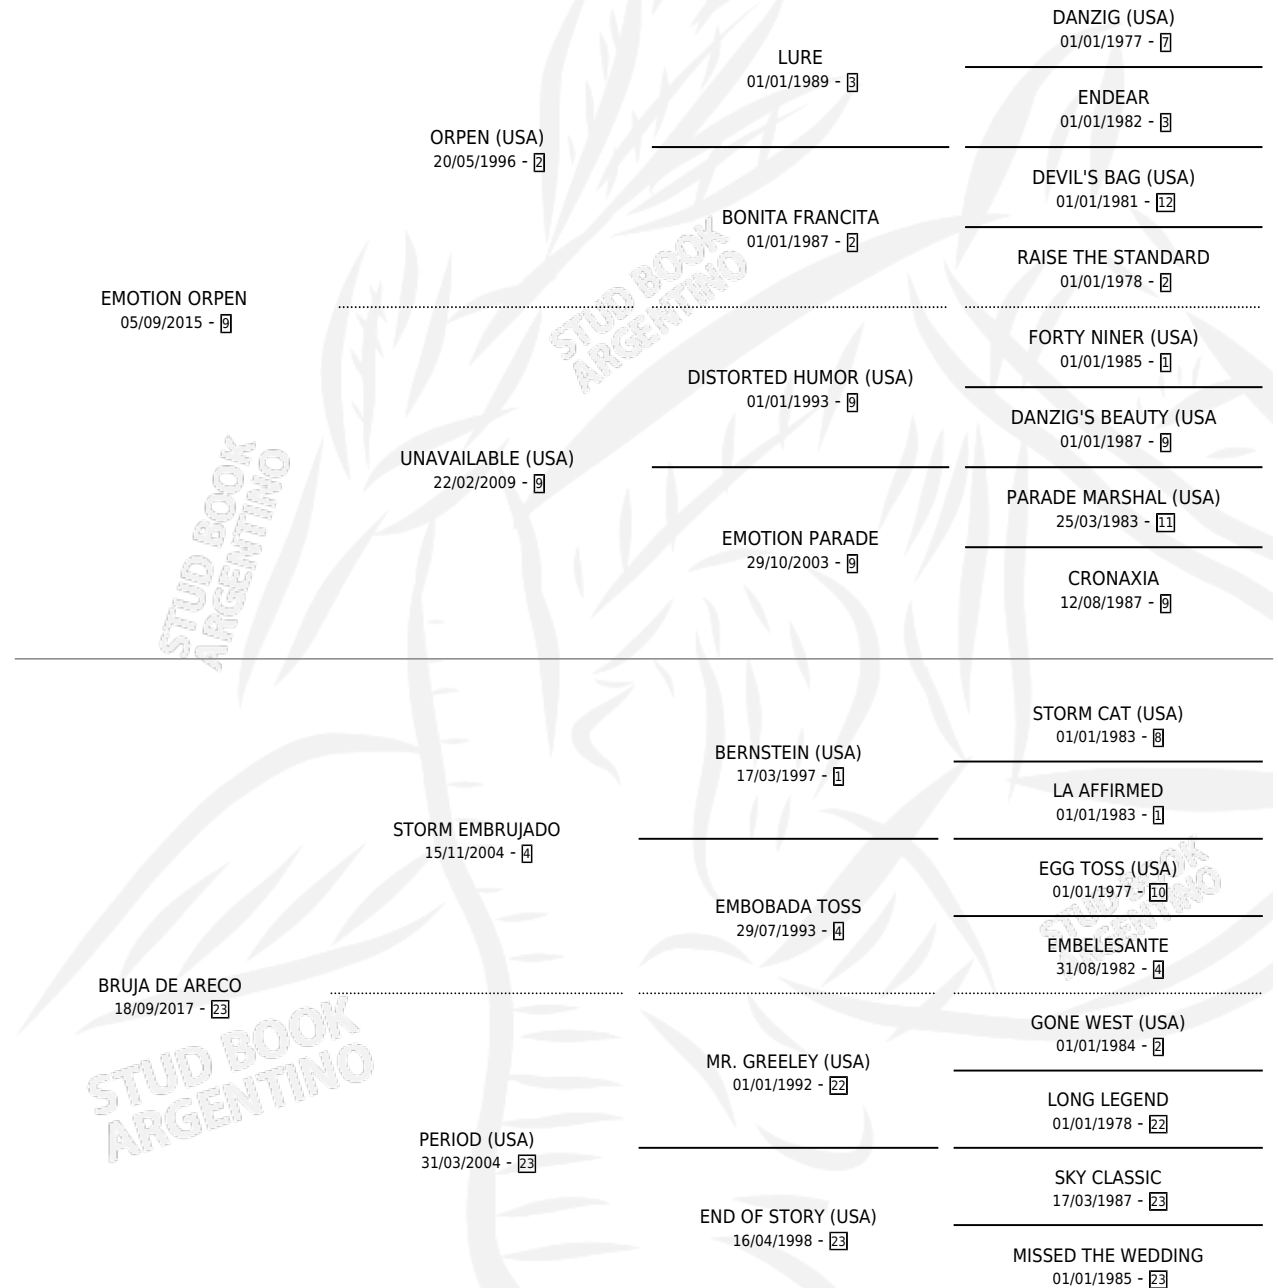 DANZIG (USA)
01/01/1977 - 7
LURE
01/01/1989 - 3
ENDEAR
01/01/1982 - 3
ORPEN (USA)
20/05/1996 - 2
DEVIL'S BAG (USA)
01/01/1981 - 12
BONITA FRANCITA
01/01/1987 - 2
RAISE THE STANDARD
01/01/1978 - 2
EMOTION ORPEN
05/09/2015 - 9
FORTY NINER (USA)
01/01/1985 - 1
DISTORTED HUMOR (USA)
01/01/1993 - 9
DANZIG'S BEAUTY (USA
01/01/1987 - 9
UNAVAILABLE (USA)
22/02/2009 - 9
PARADE MARSHAL (USA)
25/03/1983 - 11
EMOTION PARADE
29/10/2003 - 9
CRONAXIA
12/08/1987 - 9
STUD BOOK
ARGENTINO
STUD BOOK
ARGENTINO
STORM CAT (USA)
01/01/1983 - 8
BERNSTEIN (USA)
17/03/1997 - 1
LA AFFIRMED
01/01/1983 - 1
STORM EMBRUJADO
15/11/2004 - 4
EGG TOSS (USA)
01/01/1977 - 10
EMBOBADA TOSS
29/07/1993 - 4
EMBELESANTE
31/08/1982 - 4
BRUJA DE ARECO
18/09/2017 - 23
GONE WEST (USA)
01/01/1984 - 2
MR. GREELEY (USA)
01/01/1992 - 22
LONG LEGEND
01/01/1978 - 22
PERIOD (USA)
31/03/2004 - 23
SKY CLASSIC
17/03/1987 - 23
END OF STORY (USA)
16/04/1998 - 23
MISSED THE WEDDING
01/01/1985 - 23
STUD BOOK
ARGENTINO
STUD BOOK
ARGENTINO